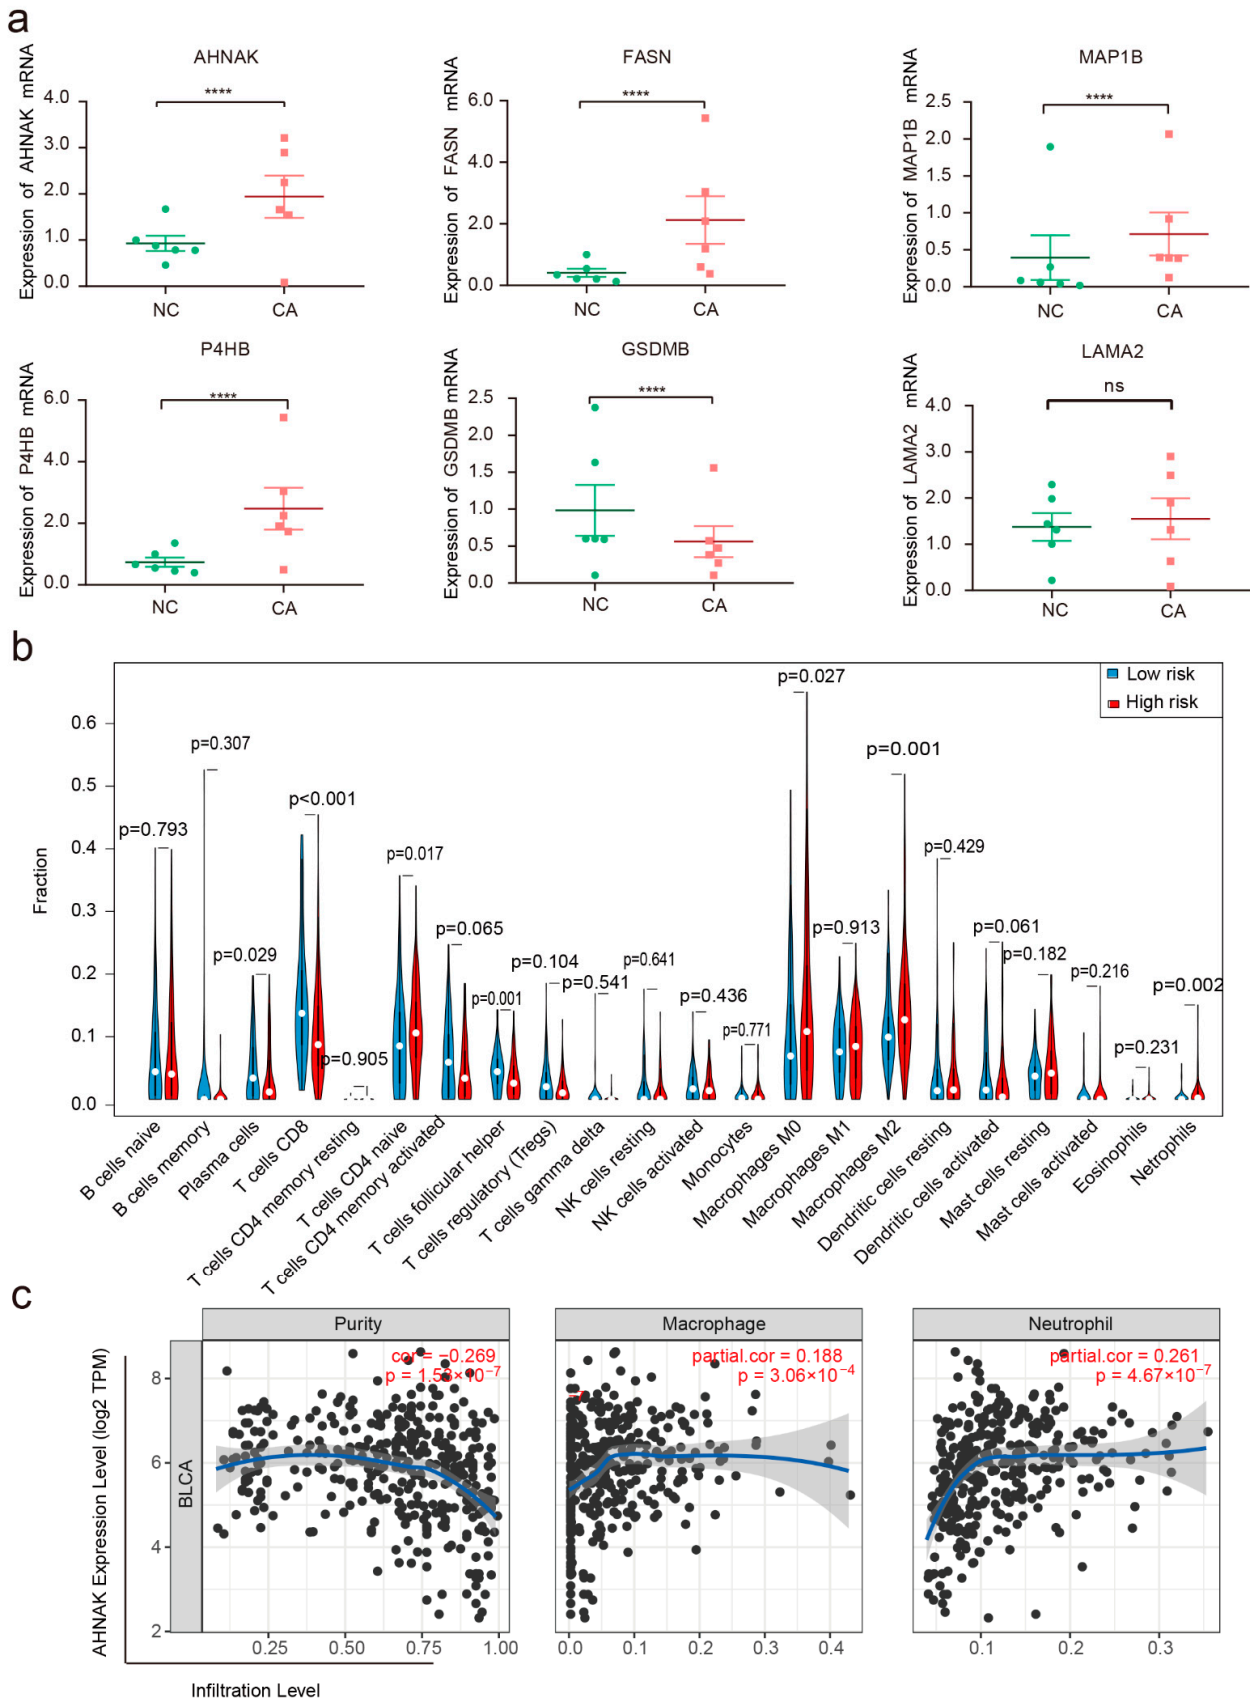 a
AHNAK
Expression of AHNAK mRNA
4.0
3.0
2.0
1.0
0.0
****
NC
CA
FASN
Expression of FASN mRNA
6.0
4.0
2.0
0.0
****
NC
CA
MAP1B
Expression of MAP1B mRNA
2.5
2.0
1.5
1.0
0.5
0.0
****
NC
CA
P4HB
Expression of P4HB mRNA
6.0
4.0
2.0
0.0
****
NC
CA
GSDMB
Expression of GSDMB mRNA
2.5
2.0
1.5
1.0
0.5
0.0
****
NC
CA
LAMA2
Expression of LAMA2 mRNA
4.0
3.0
2.0
1.0
0.0
ns
NC
CA
b
Fraction
0.6
0.5
0.4
0.3
0.2
0.1
0.0
Low risk
High risk
p=0.793
p=0.307
p=0.029
p<0.001
p=0.905
p=0.017
p=0.065
p=0.001
p=0.104
p=0.541
p=0.641
p=0.436
p=0.771
p=0.027
p=0.913
p=0.001
p=0.429
p=0.061
p=0.182
p=0.216
p=0.231
p=0.002
B cells naive
B cells memory
Plasma cells
T cells CD8
T cells CD4 memory resting
T cells CD4 naive
T cells CD4 memory activated
T cells follicular helper
T cells regulatory (Tregs)
T cells gamma delta
NK cells resting
NK cells activated
Monocytes
Macrophages M0
Macrophages M1
Macrophages M2
Dendritic cells resting
Dendritic cells activated
Mast cells resting
Mast cells activated
Eosinophils
Netrophils
c
AHNAK Expression Level (log2 TPM)
BLCA
8
6
4
2
Purity
cor = −0.269
p = 1.53×10⁻⁷
0.25
0.50
0.75
1.00
Macrophage
partial.cor = 0.188
p = 3.06×10⁻⁴
0.0
0.1
0.2
0.3
0.4
Neutrophil
partial.cor = 0.261
p = 4.67×10⁻⁷
0.1
0.2
0.3
Infiltration Level